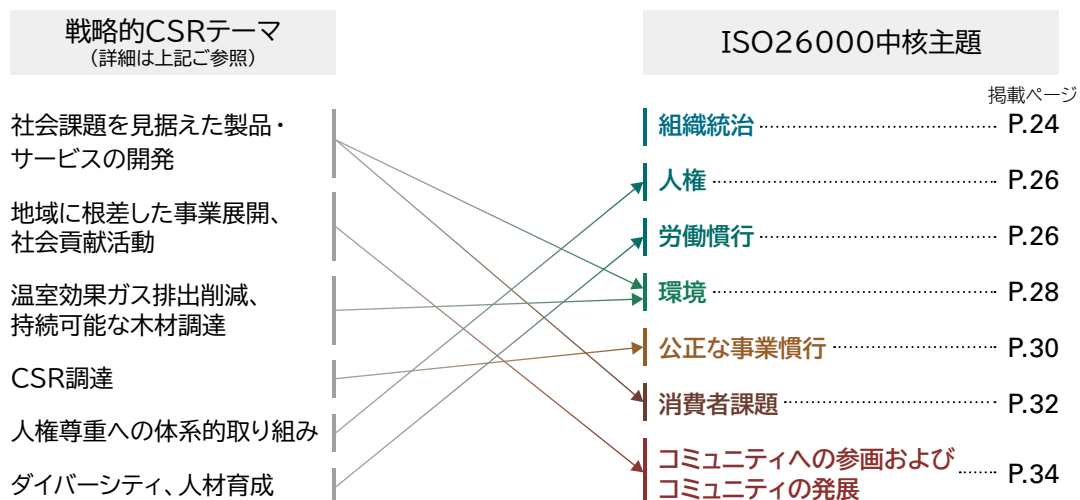 戦略的CSRテーマ
（詳細は上記ご参照）
社会課題を見据えた製品・
サービスの開発
地域に根差した事業展開、
社会貢献活動
温室効果ガス排出削減、
持続可能な木材調達
CSR調達
人権尊重への体系的取り組み
ダイバーシティ、人材育成
ISO26000中核主題
掲載ページ
組織統治 P.24
人権 P.26
労働慣行 P.26
環境 P.28
公正な事業慣行 P.30
消費者課題 P.32
コミュニティへの参画および
コミュニティの発展 P.34